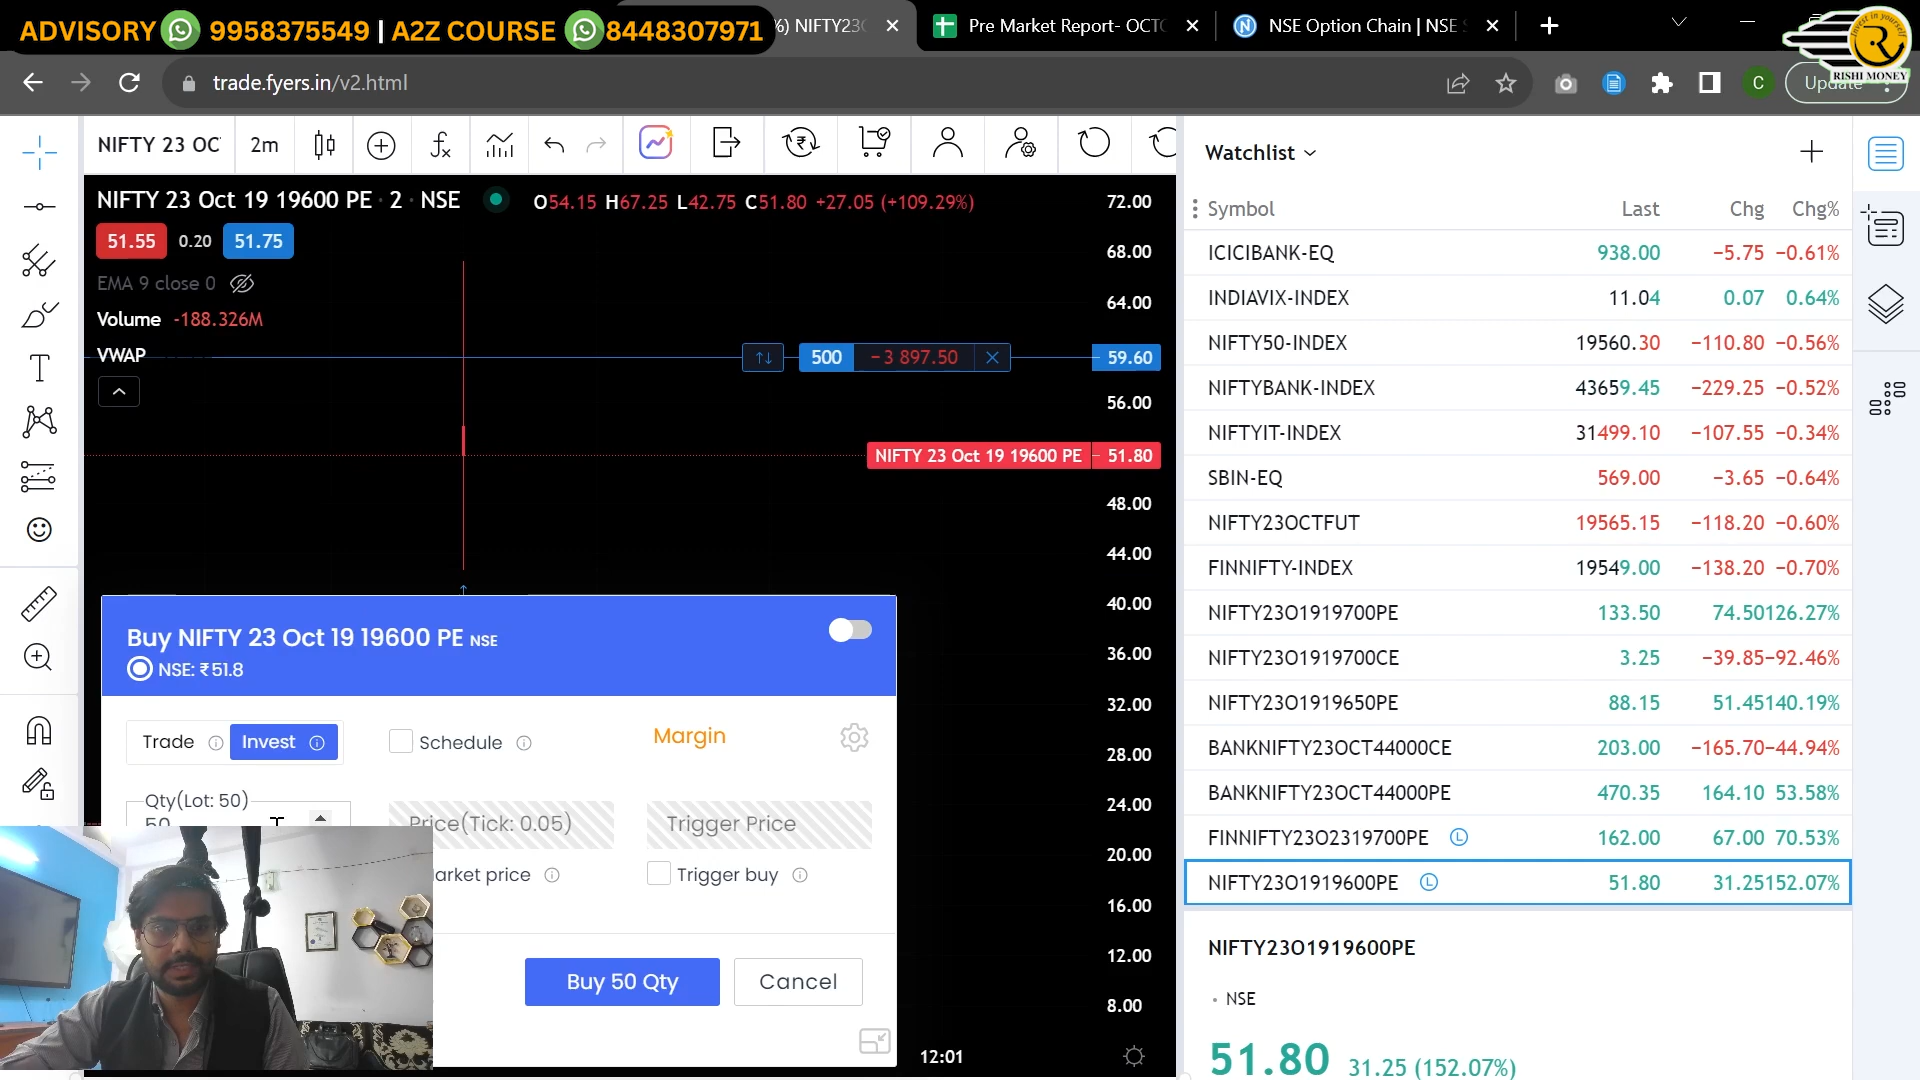 ADVISORY 9958375549 | A2Z COURSE 8448307971
%) NIFTY23
Pre Market Report- OCT
NSE Option Chain | NSE
RISHI MONEY
trade.fyers.in/v2.html
C
Update
NIFTY 23 OC
2m
Watchlist
NIFTY 23 Oct 19 19600 PE · 2 · NSE
O54.15 H67.25 L42.75 C51.80 +27.05 (+109.29%)
51.55 0.20 51.75
EMA 9 close 0
Volume -188.326M
VWAP
500 −3 897.50
59.60
NIFTY 23 Oct 19 19600 PE 51.80
72.00
68.00
64.00
56.00
48.00
44.00
40.00
36.00
32.00
28.00
24.00
20.00
16.00
12.00
8.00
12:01
Buy NIFTY 23 Oct 19 19600 PE NSE
NSE: ₹51.8
Trade Invest Schedule Margin
Qty(Lot: 50)
50
Price(Tick: 0.05)
Trigger Price
arket price
Trigger buy
Buy 50 Qty
Cancel
Symbol Last Chg Chg%
ICICIBANK-EQ 938.00 −5.75 −0.61%
INDIAVIX-INDEX 11.04 0.07 0.64%
NIFTY50-INDEX 19560.30 −110.80 −0.56%
NIFTYBANK-INDEX 43659.45 −229.25 −0.52%
NIFTYIT-INDEX 31499.10 −107.55 −0.34%
SBIN-EQ 569.00 −3.65 −0.64%
NIFTY23OCTFUT 19565.15 −118.20 −0.60%
FINNIFTY-INDEX 19549.00 −138.20 −0.70%
NIFTY23O1919700PE 133.50 74.50126.27%
NIFTY23O1919700CE 3.25 −39.85−92.46%
NIFTY23O1919650PE 88.15 51.45140.19%
BANKNIFTY23OCT44000CE 203.00 −165.70−44.94%
BANKNIFTY23OCT44000PE 470.35 164.10 53.58%
FINNIFTY23O2319700PE L 162.00 67.00 70.53%
NIFTY23O1919600PE L 51.80 31.25152.07%
NIFTY23O1919600PE
· NSE
51.80 31.25 (152.07%)